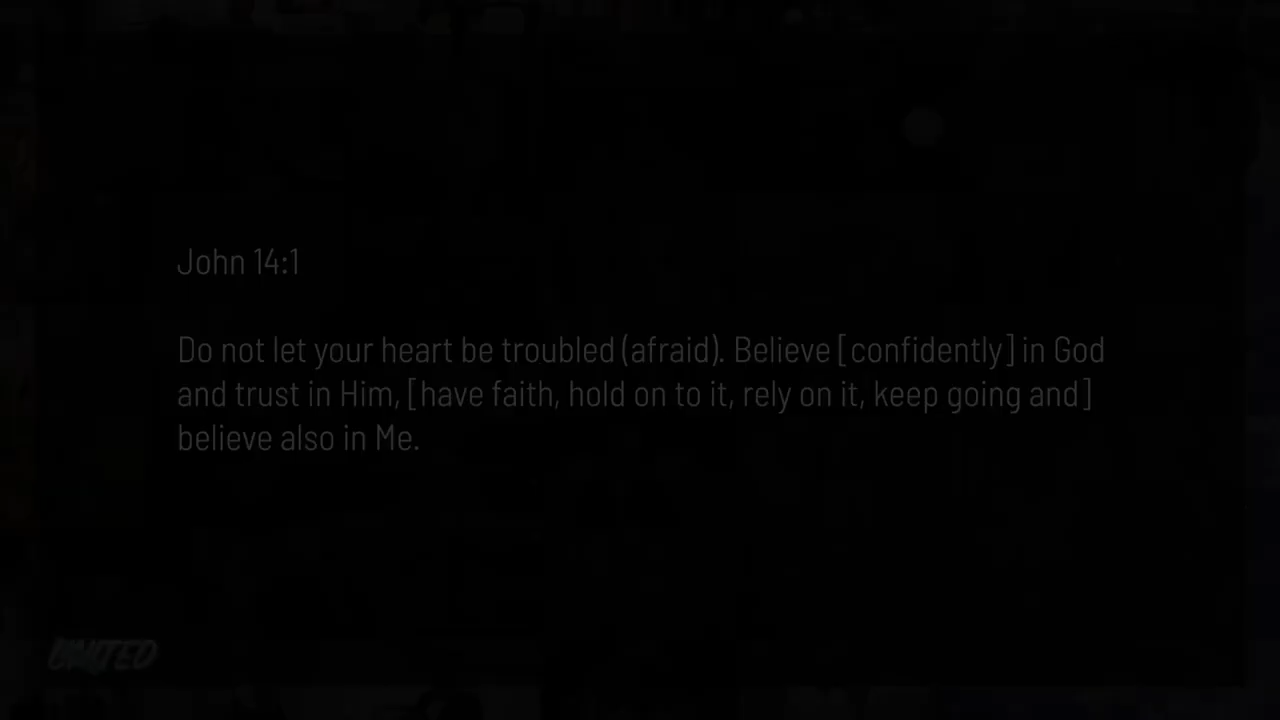 John 14:1
Do not let your heart be troubled (afraid). Believe [confidently] in God
and trust in Him, [have faith, hold on to it, rely on it, keep going and]
believe also in Me.
UNITED